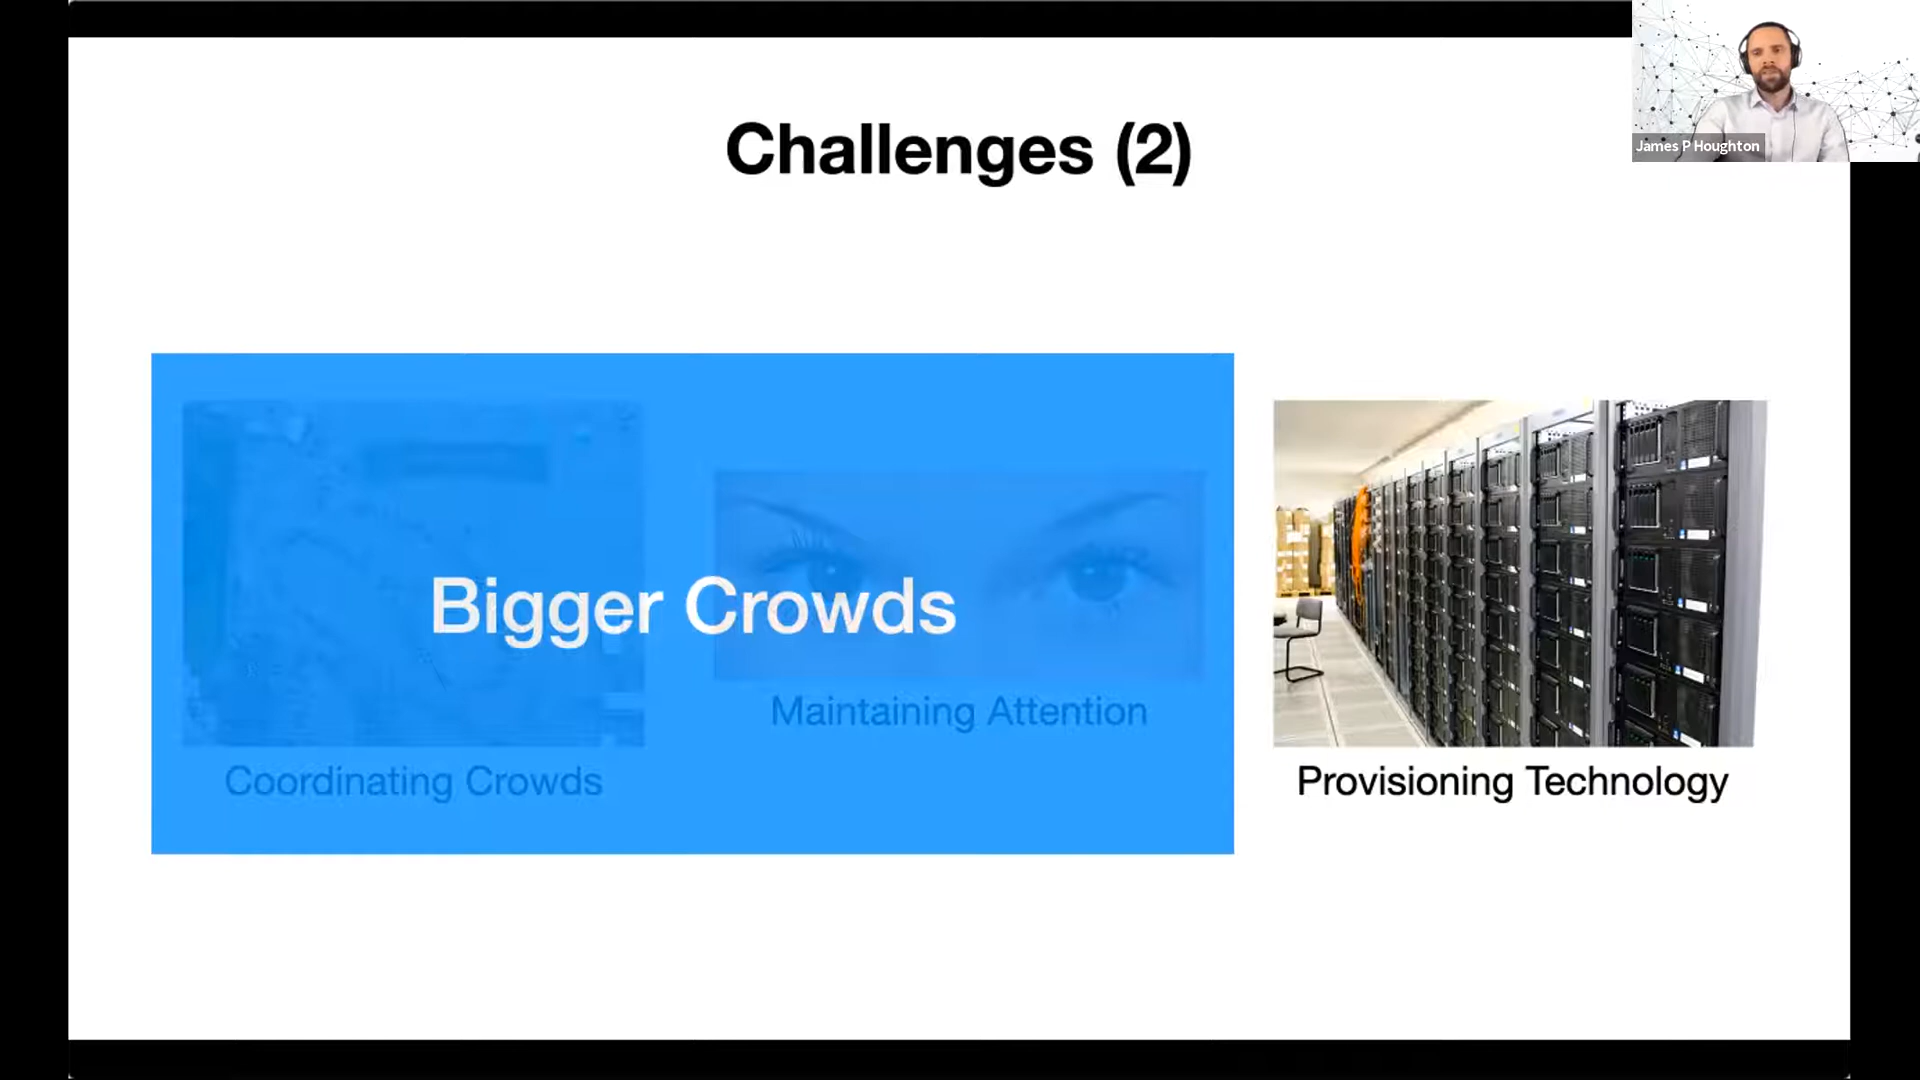 James P Houghton
Challenges (2)
Bigger Crowds
Maintaining Attention
Coordinating Crowds
Provisioning Technology